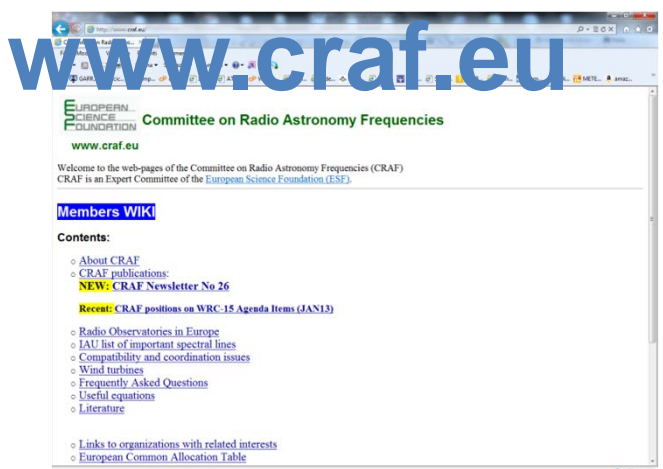 www.craf.eu
EUROPEAN
SCIENCE
FOUNDATION
Committee on Radio Astronomy Frequencies
www.craf.eu
Welcome to the web-pages of the Committee on Radio Astronomy Frequencies (CRAF)
CRAF is an Expert Committee of the European Science Foundation (ESF).
Members WIKI
Contents:
About CRAF
CRAF publications:
NEW: CRAF Newsletter No 26
Recent: CRAF positions on WRC-15 Agenda Items (JAN13)
Radio Observatories in Europe
IAU list of important spectral lines
Compatibility and coordination issues
Wind turbines
Frequently Asked Questions
Useful equations
Literature
Links to organizations with related interests
European Common Allocation Table